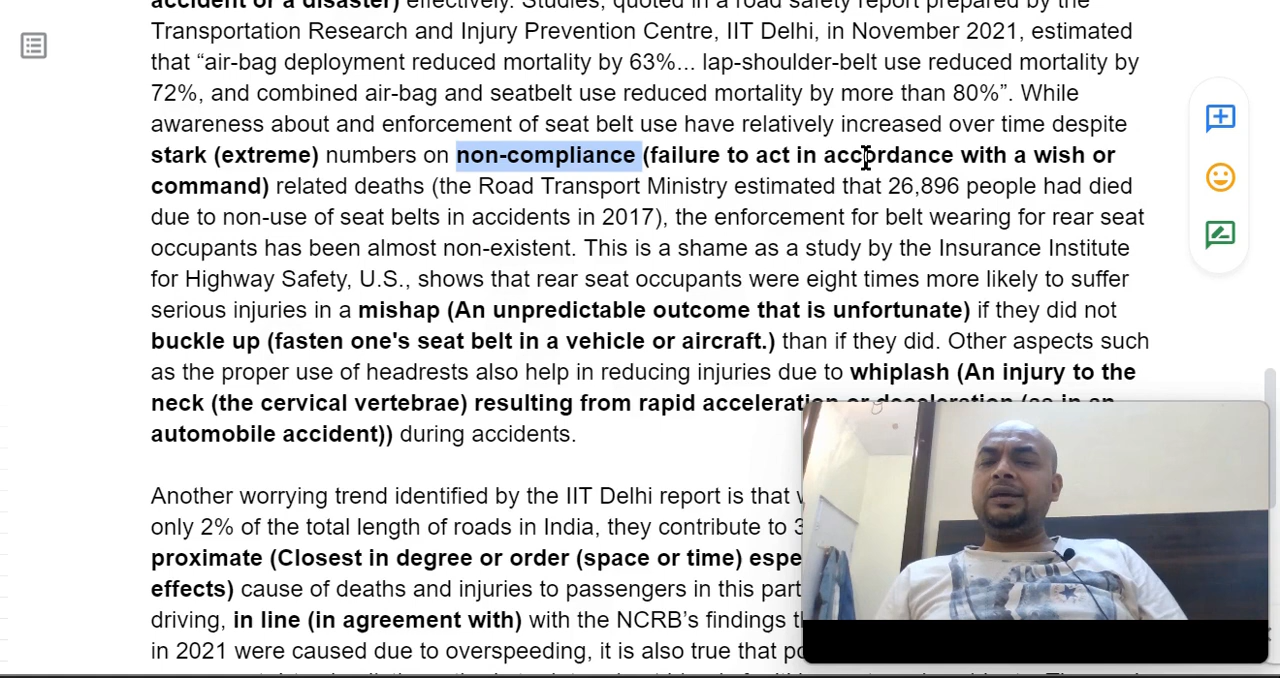 accident or a disaster) effectively. Studies, quoted in a road safety report prepared by the
Transportation Research and Injury Prevention Centre, IIT Delhi, in November 2021, estimated
that “air-bag deployment reduced mortality by 63%... lap-shoulder-belt use reduced mortality by
72%, and combined air-bag and seatbelt use reduced mortality by more than 80%”. While
awareness about and enforcement of seat belt use have relatively increased over time despite
stark (extreme) numbers on non-compliance (failure to act in accordance with a wish or
command) related deaths (the Road Transport Ministry estimated that 26,896 people had died
due to non-use of seat belts in accidents in 2017), the enforcement for belt wearing for rear seat
occupants has been almost non-existent. This is a shame as a study by the Insurance Institute
for Highway Safety, U.S., shows that rear seat occupants were eight times more likely to suffer
serious injuries in a mishap (An unpredictable outcome that is unfortunate) if they did not
buckle up (fasten one's seat belt in a vehicle or aircraft.) than if they did. Other aspects such
as the proper use of headrests also help in reducing injuries due to whiplash (An injury to the
neck (the cervical vertebrae) resulting from rapid acceleration or deceleration (as in an
automobile accident)) during accidents.
Another worrying trend identified by the IIT Delhi report is that
only 2% of the total length of roads in India, they contribute to
proximate (Closest in degree or order (space or time)
effects) cause of deaths and injuries to passengers in this
driving, in line (in agreement with) with the NCRB’s findings
in 2021 were caused due to overspeeding, it is also true that